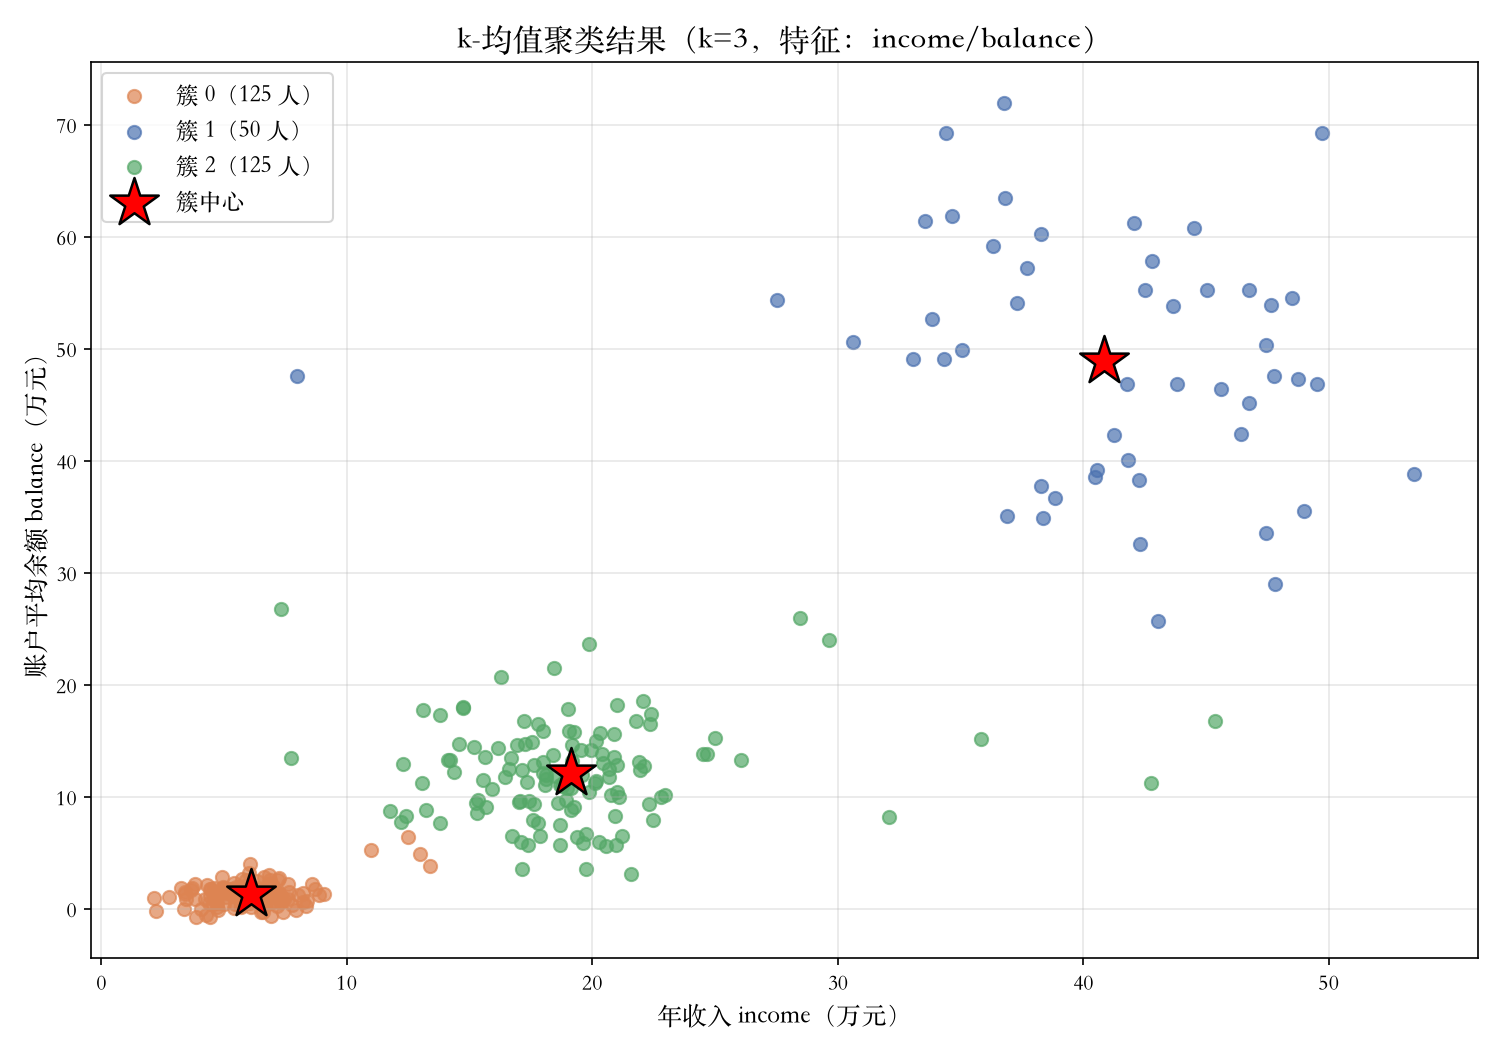 k-均值聚类结果（k=3，特征：income/balance）
簇 0（125 人）
簇 1（50 人）
簇 2（125 人）
簇中心
账户平均余额 balance（万元）
70
60
50
40
30
20
10
0
0 10 20 30 40 50
年收入 income（万元）